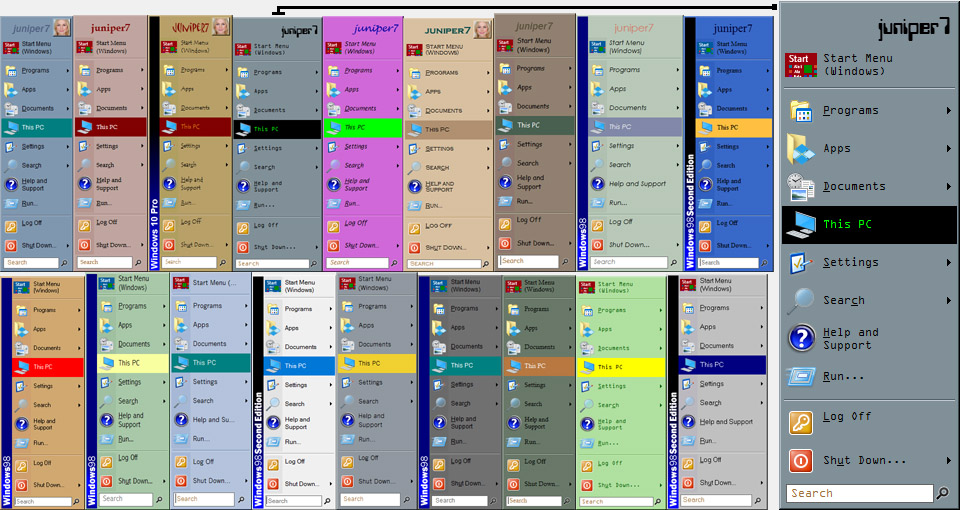 juniper7
Start Menu
(Windows)
Programs
Apps
Documents
This PC
Settings
Search
Help and
Support
Run...
Log Off
Shut Down...
Search
juniper7
Start Menu
(Windows)
Programs
Apps
Documents
This PC
Settings
Search
Help and
Support
Run...
Log Off
Shut Down...
Search
Windows 10 Pro
juniper7
Start Menu
(Windows)
Programs
Apps
Documents
This PC
Settings
Search
Help and
Support
Run...
Log Off
Shut Down...
Search
juniper7
Start Menu
(Windows)
Programs
Apps
Documents
This PC
Settings
Search
Help and
Support
Run...
Log Off
Shut Down...
Search
juniper7
Start Menu
(Windows)
Programs
Apps
Documents
This PC
Settings
Search
Help and
Support
Run...
Log Off
Shut Down...
Search
juniper7
Start Menu
(Windows)
Programs
Apps
Documents
This PC
Settings
Search
Help and
Support
Run...
Log Off
Shut Down...
Search
juniper7
Start Menu
(Windows)
Programs
Apps
Documents
This PC
Settings
Search
Help and
Support
Run...
Log Off
Shut Down...
Search
Windows98
juniper7
Start Menu
(Windows)
Programs
Apps
Documents
This PC
Settings
Search
Help and Support
Run...
Log Off
Shut Down...
Search
Windows98 Second Edition
juniper7
Start Menu
(Windows)
Programs
Apps
Documents
This PC
Settings
Search
Help and
Support
Run...
Log Off
Shut Down...
Search
Windows98
Start Menu
(Windows)
Programs
Apps
Documents
This PC
Settings
Search
Help and
Support
Run...
Log Off
Shut Down...
Search
Windows98
Start Menu
(Windows)
Programs
Apps
Documents
This PC
Settings
Search
Help and
Support
Run...
Log Off
Shut Down...
Search
Start Menu (...
Programs
Apps
Documents
This PC
Settings
Search
Help and Su...
Run...
Log Off
Shut Down...
Search
Windows98 Second Edition
Start Menu
(Windows)
Programs
Apps
Documents
This PC
Settings
Search
Help and
Support
Run...
Log Off
Shut Down...
Search
Start Menu
(Windows)
Programs
Apps
Documents
This PC
Settings
Search
Help and
Support
Run...
Log Off
Shut Down...
Search
Windows98
Start Menu
(Windows)
Programs
Apps
Documents
This PC
Settings
Search
Help and
Support
Run...
Log Off
Shut Down...
Search
Start Menu
(Windows)
Programs
Apps
Documents
This PC
Settings
Search
Help and
Support
Run...
Log Off
Shut Down...
Search
Windows98
Start Menu
(Windows)
Programs
Apps
Documents
This PC
Settings
Search
Help and
Support
Run...
Log Off
Shut Down...
Search
Windows98 Second Edition
Start Menu
(Windows)
Programs
Apps
Documents
This PC
Settings
Search
Help and
Support
Run...
Log Off
Shut Down...
Search
juniper7
Start
Start Menu
(Windows)
Programs
Apps
Documents
This PC
Settings
Search
Help and
Support
Run...
Log Off
Shut Down...
Search